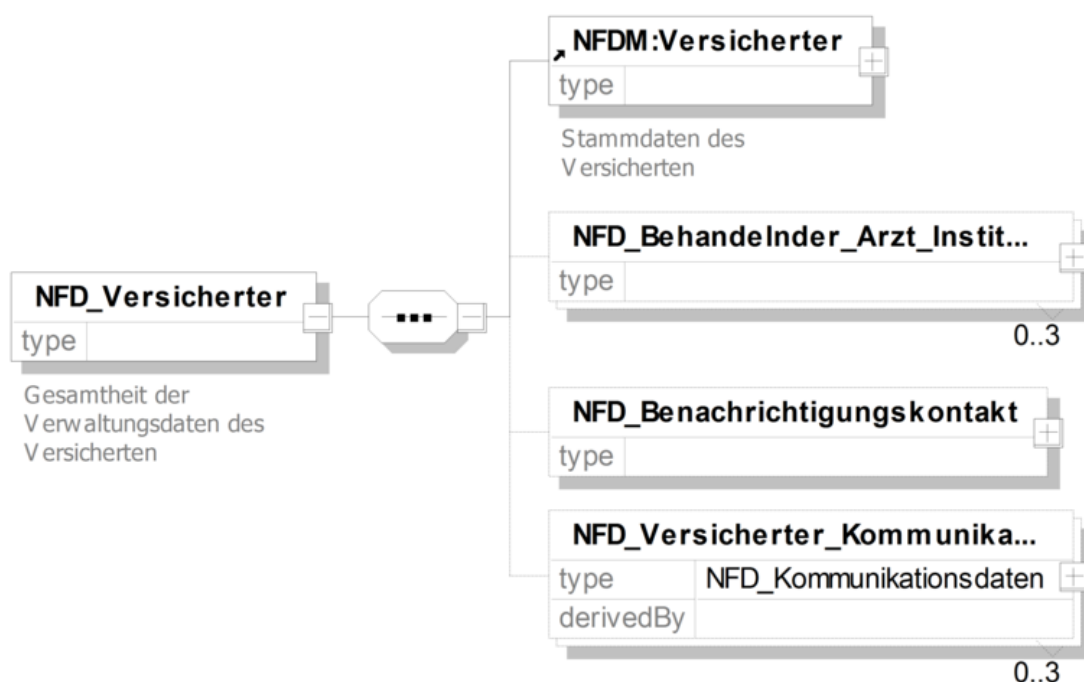 NFDM:Versicherter
type
Stammdaten des
Versicherten
NFD_Behandelnder_Arzt_Instit...
type
0..3
NFD_Versicherter
type
Gesamtheit der
Verwaltungsdaten des
Versicherten
NFD_Benachrichtigungskontakt
type
NFD_Versicherter_Kommunika...
type NFD_Kommunikationsdaten
derivedBy
0..3